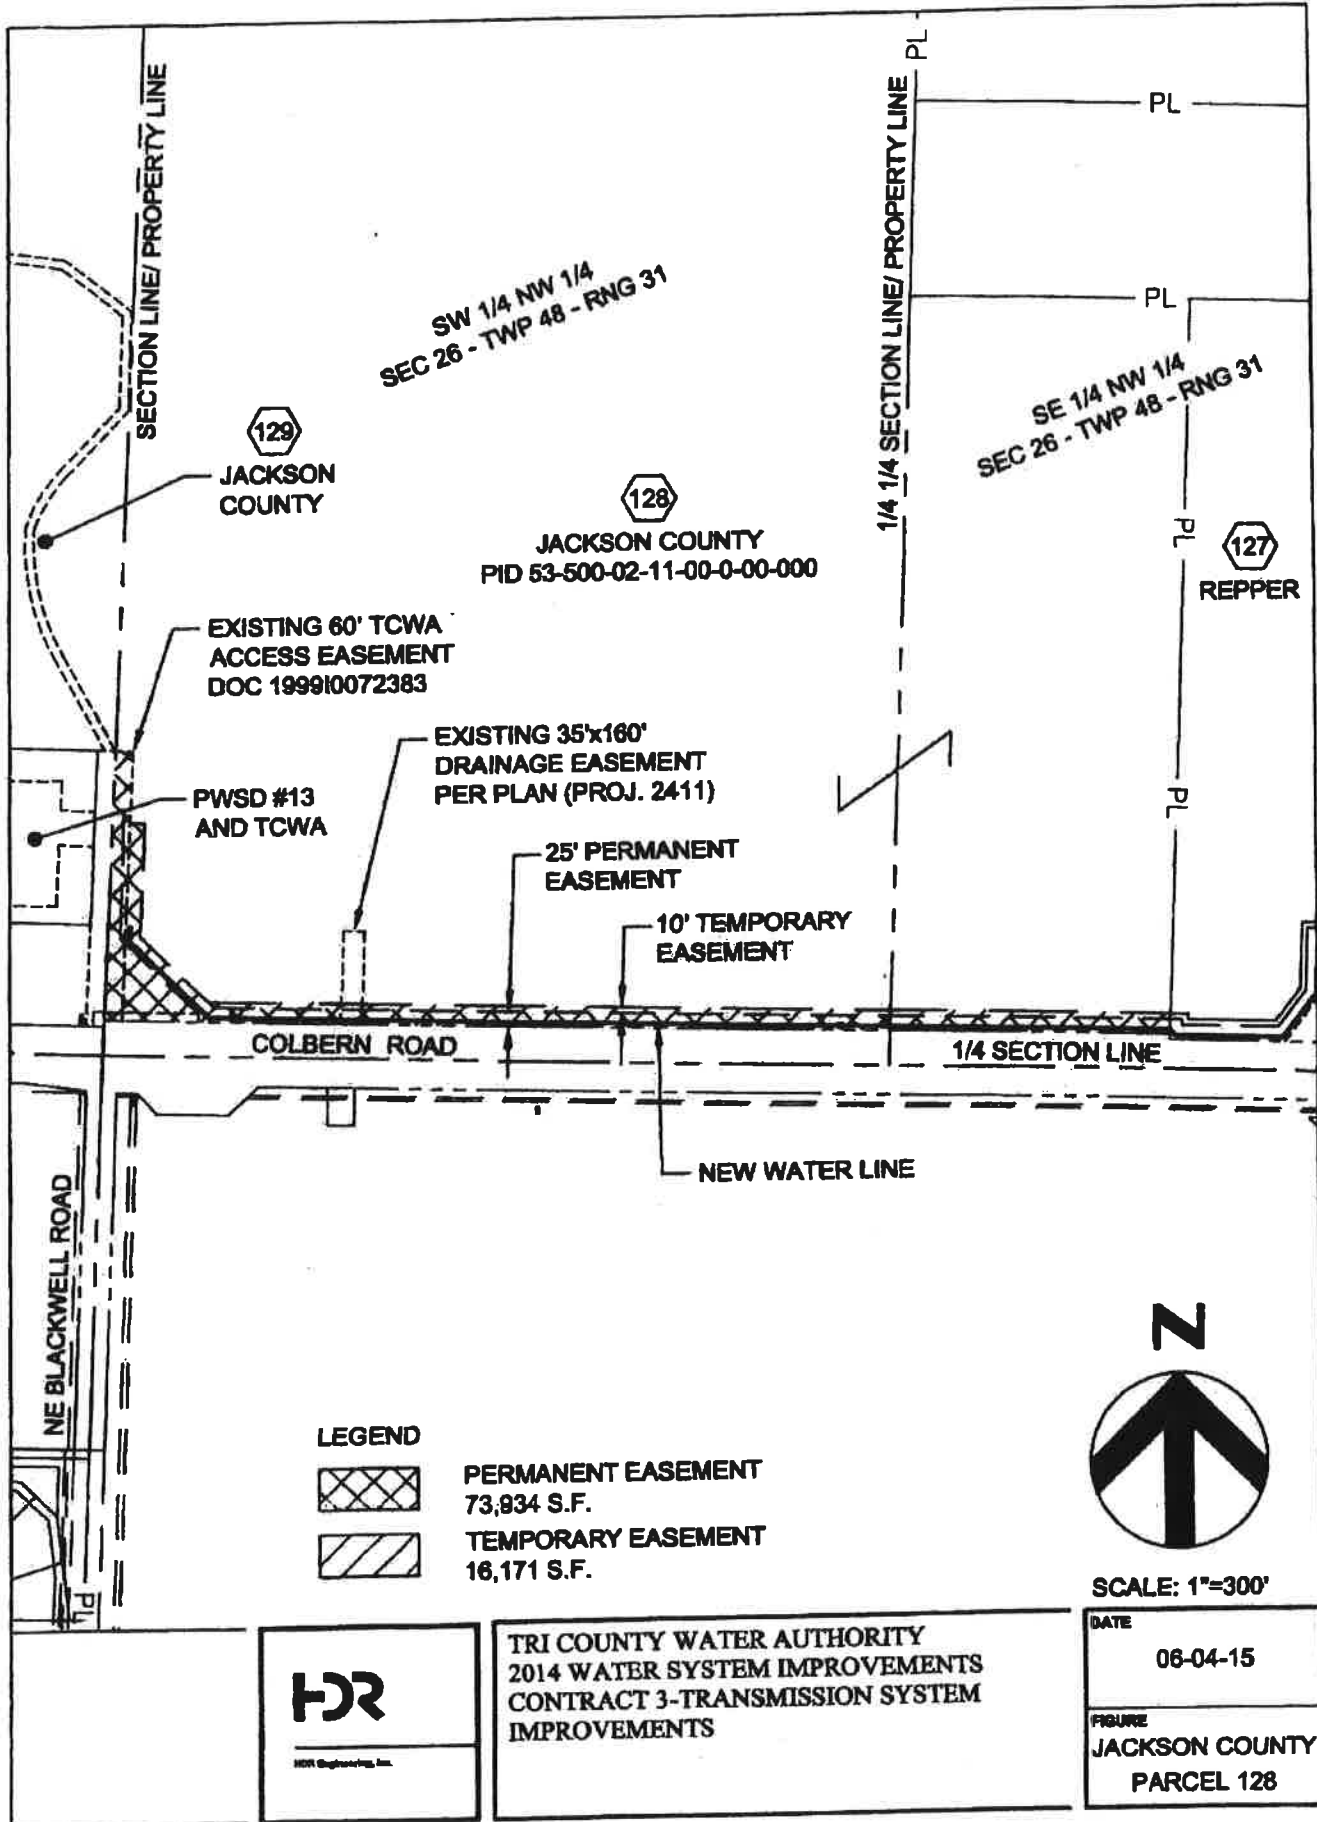 PL
PL
SECTION LINE/ PROPERTY LINE
1/4 1/4 SECTION LINE/ PROPERTY LINE
SW 1/4 NW 1/4
SEC 26 - TWP 48 - RNG 31
PL
SE 1/4 NW 1/4
SEC 26 - TWP 48 - RNG 31
129
JACKSON
COUNTY
128
JACKSON COUNTY
PID 53-500-02-11-00-0-00-000
PL
127
REPPER
EXISTING 60' TCWA
ACCESS EASEMENT
DOC 1999I0072383
EXISTING 35'x160'
DRAINAGE EASEMENT
PER PLAN (PROJ. 2411)
PL
PWSD #13
AND TCWA
25' PERMANENT
EASEMENT
10' TEMPORARY
EASEMENT
COLBERN ROAD
1/4 SECTION LINE
NEW WATER LINE
NE BLACKWELL ROAD
N
LEGEND
PERMANENT EASEMENT
73,934 S.F.
TEMPORARY EASEMENT
16,171 S.F.
PL
SCALE: 1"=300'
HDR
HDR Engineering, Inc.
TRI COUNTY WATER AUTHORITY
2014 WATER SYSTEM IMPROVEMENTS
CONTRACT 3-TRANSMISSION SYSTEM
IMPROVEMENTS
DATE
06-04-15
FIGURE
JACKSON COUNTY
PARCEL 128